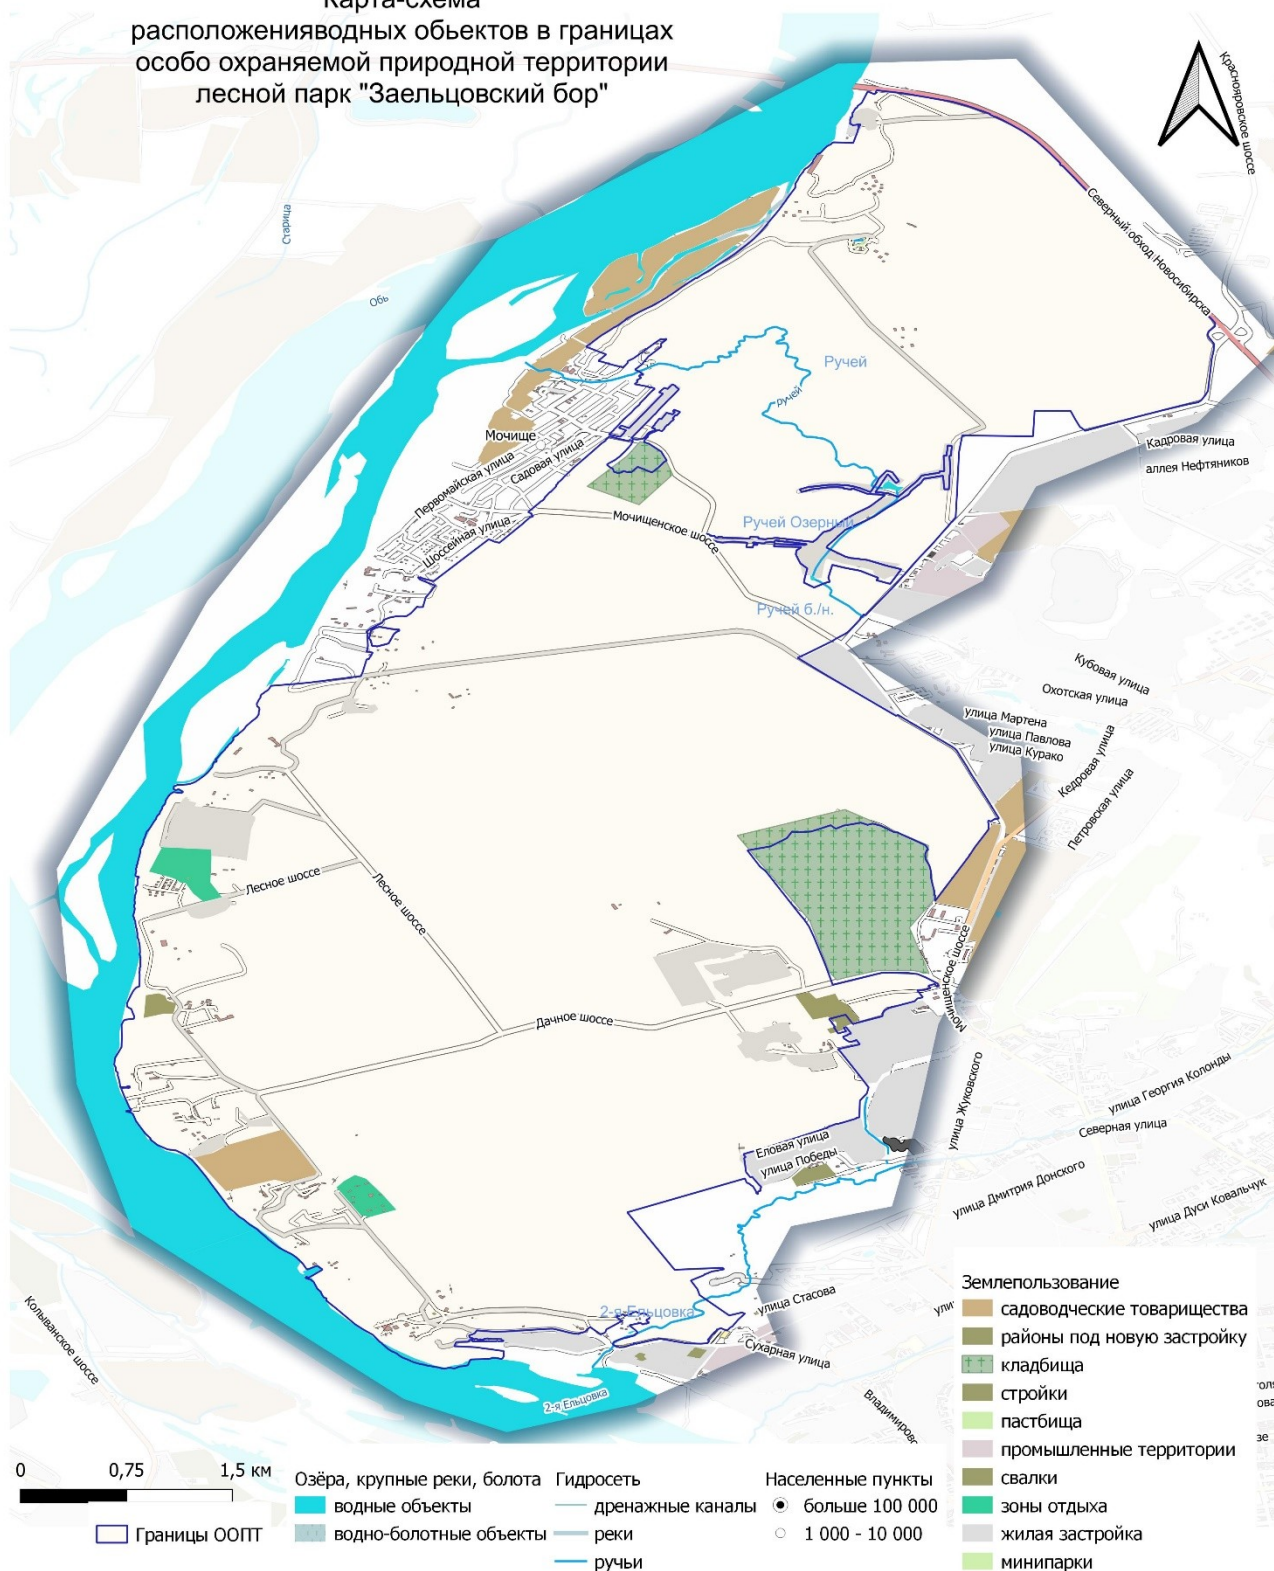 Карта-схема
расположенияводных обьектов в границах
особо охраняемой природной территории
лесной парк "Заельцовский бор"
Красноярское шоссе
Старица
Обь
Северный обход Новосибирска
Ручей
ручей
Мочище
Первомайская улица
Садовая улица
Шоссейная улица
Кадровая улица
аллея Нефтяников
Мочищенское шоссе
Ручей Озерный
Ручей б./н.
Кубовая улица
Охотская улица
улица Мартена
улица Павлова
улица Курако
Кедровая улица
Петровская улица
Лесное шоссе
Лесное шоссе
Дачное шоссе
Мочищенское шоссе
улица Жуковского
улица Георгия Колонды
Северная улица
Еловая улица
улица Победы
улица Дмитрия Донского
улица Дуси Ковальчук
2-я Ельцовка
улица Стасова
Сухарная улица
2-я Ельцовка
Колыванское шоссе
Землепользование
садоводческие товарищества
районы под новую застройку
кладбища
стройки
пастбища
промышленные территории
свалки
зоны отдыха
жилая застройка
минипарки
0 0,75 1,5 км
Границы ООПТ
Озёра, крупные реки, болота
водные объекты
водно-болотные объекты
Гидросеть
дренажные каналы
реки
ручьи
Населенные пункты
больше 100 000
1 000 - 10 000